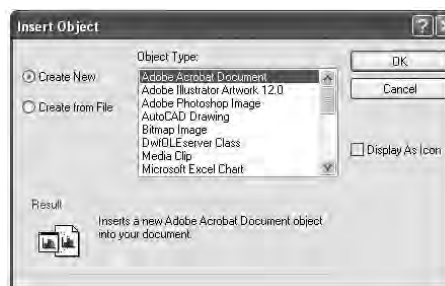 Insert Object
Object Type:
Create New
Create from File
Adobe Acrobat Document
Adobe Illustrator Artwork 12.0
Adobe Photoshop Image
AutoCAD Drawing
Bitmap Image
DwfOLEserver Class
Media Clip
Microsoft Excel Chart
OK
Cancel
Display As Icon
Result
Inserts a new Adobe Acrobat Document object
into your document.